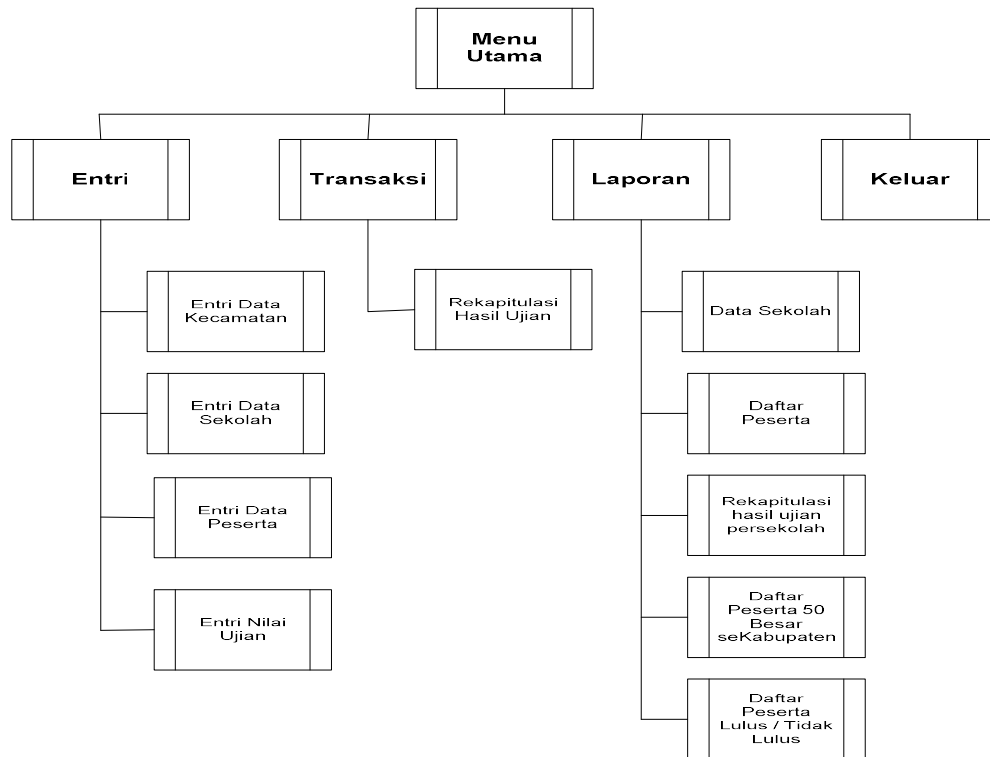 Menu
Utama
Entri
Transaksi
Laporan
Keluar
Entri Data
Kecamatan
Entri Data
Sekolah
Entri Data
Peserta
Entri Nilai
Ujian
Rekapitulasi
Hasil Ujian
Data Sekolah
Daftar
Peserta
Rekapitulasi
hasil ujian
persekolah
Daftar
Peserta 50
Besar
seKabupaten
Daftar
Peserta
Lulus / Tidak
Lulus